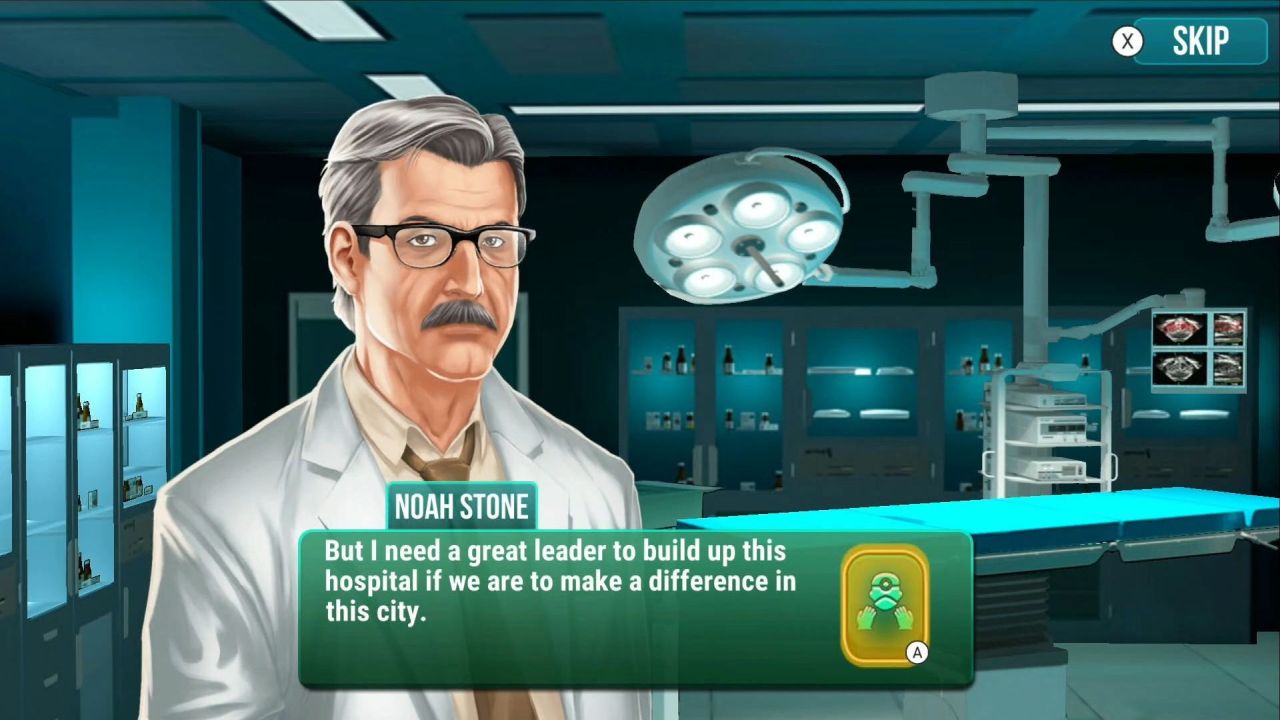 X SKIP
NOAH STONE
But I need a great leader to build up this
hospital if we are to make a difference in
this city.
A